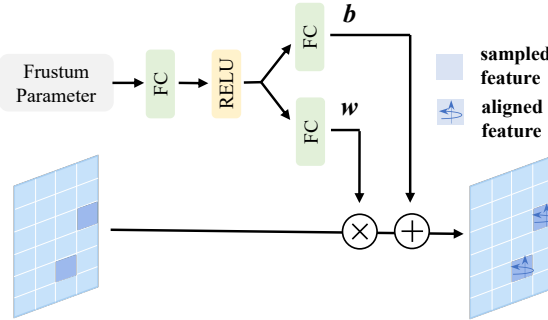 b
sampled
feature
Frustum
Parameter
FC
RELU
FC
aligned
feature
w
FC